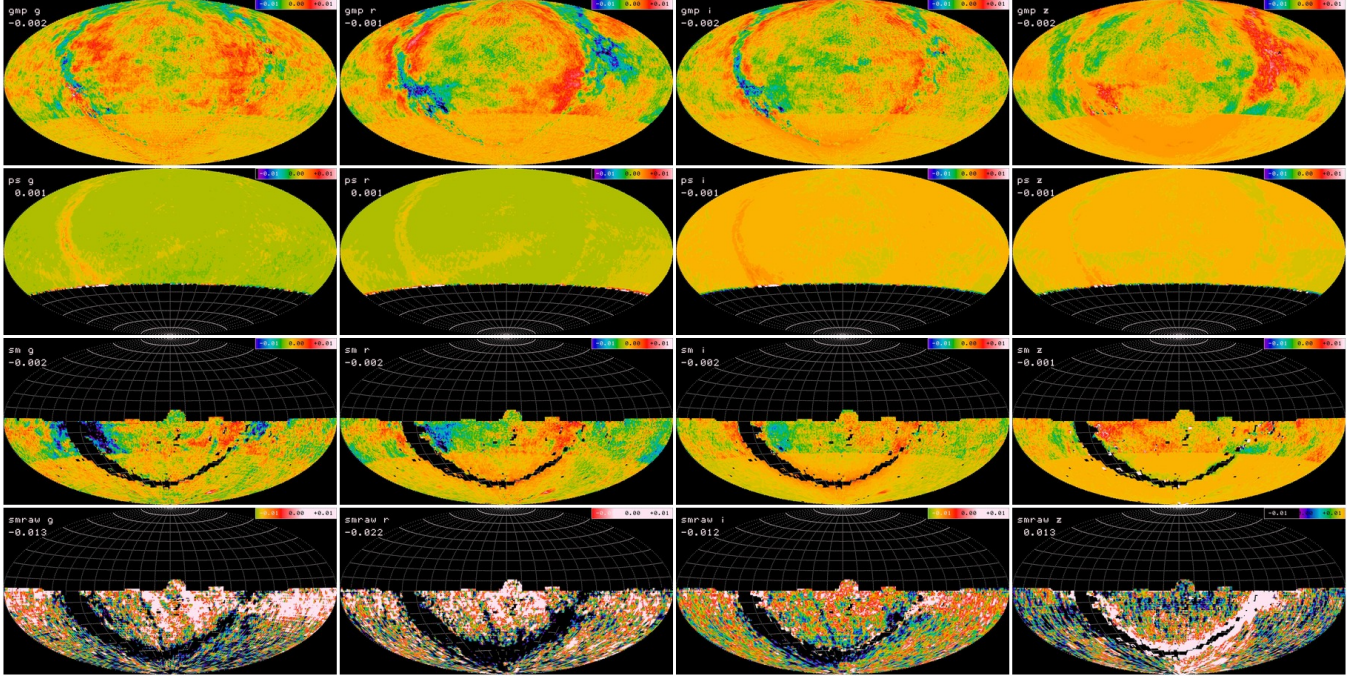 gmp g
-0.002
-0.01 0.00 +0.01
gmp r
-0.001
-0.01 0.00 +0.01
gmp i
-0.002
-0.01 0.00 +0.01
gmp z
-0.002
-0.01 0.00 +0.01
ps g
0.001
-0.01 0.00 +0.01
ps r
0.001
-0.01 0.00 +0.01
ps i
-0.001
-0.01 0.00 +0.01
ps z
-0.001
-0.01 0.00 +0.01
sm g
-0.002
-0.01 0.00 +0.01
sm r
-0.002
-0.01 0.00 +0.01
sm i
-0.002
-0.01 0.00 +0.01
sm z
-0.001
-0.01 0.00 +0.01
smraw g
-0.013
-0.01 0.00 +0.01
smraw r
-0.022
0.00 +0.01
smraw i
-0.012
-0.01 0.00 +0.01
smraw z
0.013
-0.01 +0.01